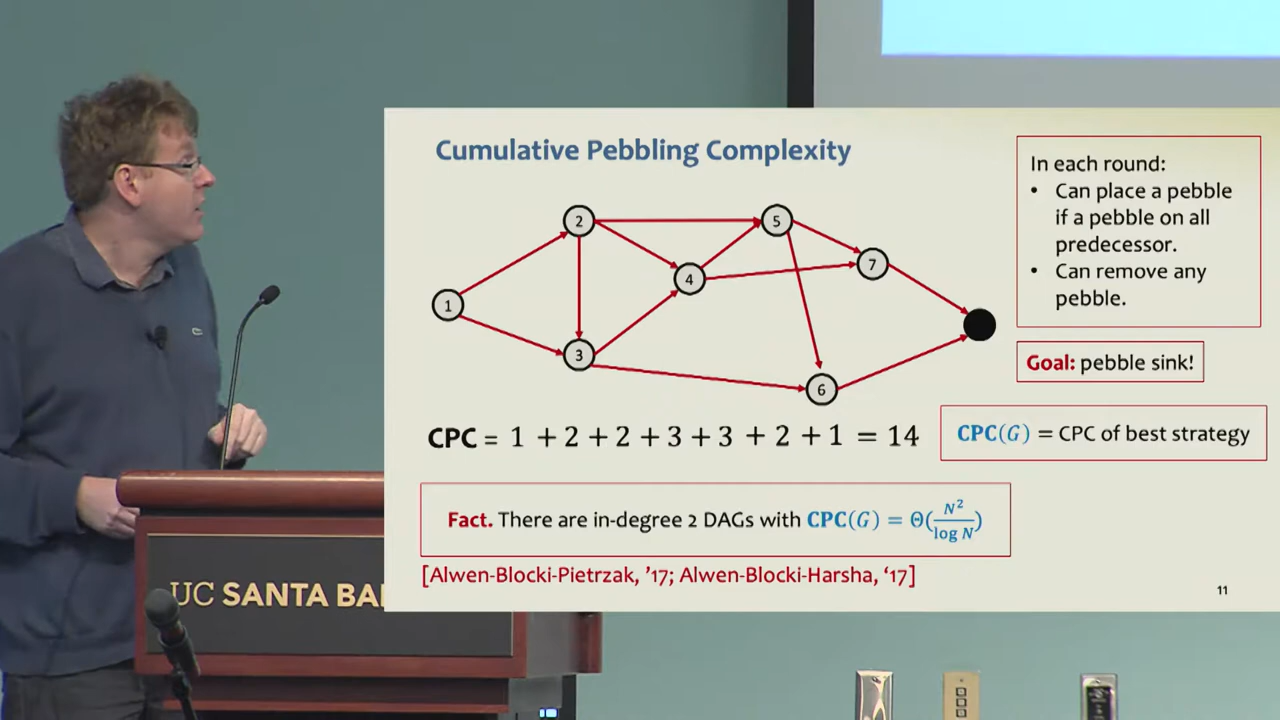 Cumulative Pebbling Complexity
1
2
3
4
5
6
7
In each round:
• Can place a pebble
if a pebble on all
predecessor.
• Can remove any
pebble.
Goal: pebble sink!
CPC = 1 + 2 + 2 + 3 + 3 + 2 + 1 = 14
CPC(G) = CPC of best strategy
Fact. There are in-degree 2 DAGs with CPC(G) = Θ(N²/log N)
[Alwen-Blocki-Pietrzak, ’17; Alwen-Blocki-Harsha, ‘17]
11
UC SANTA BA